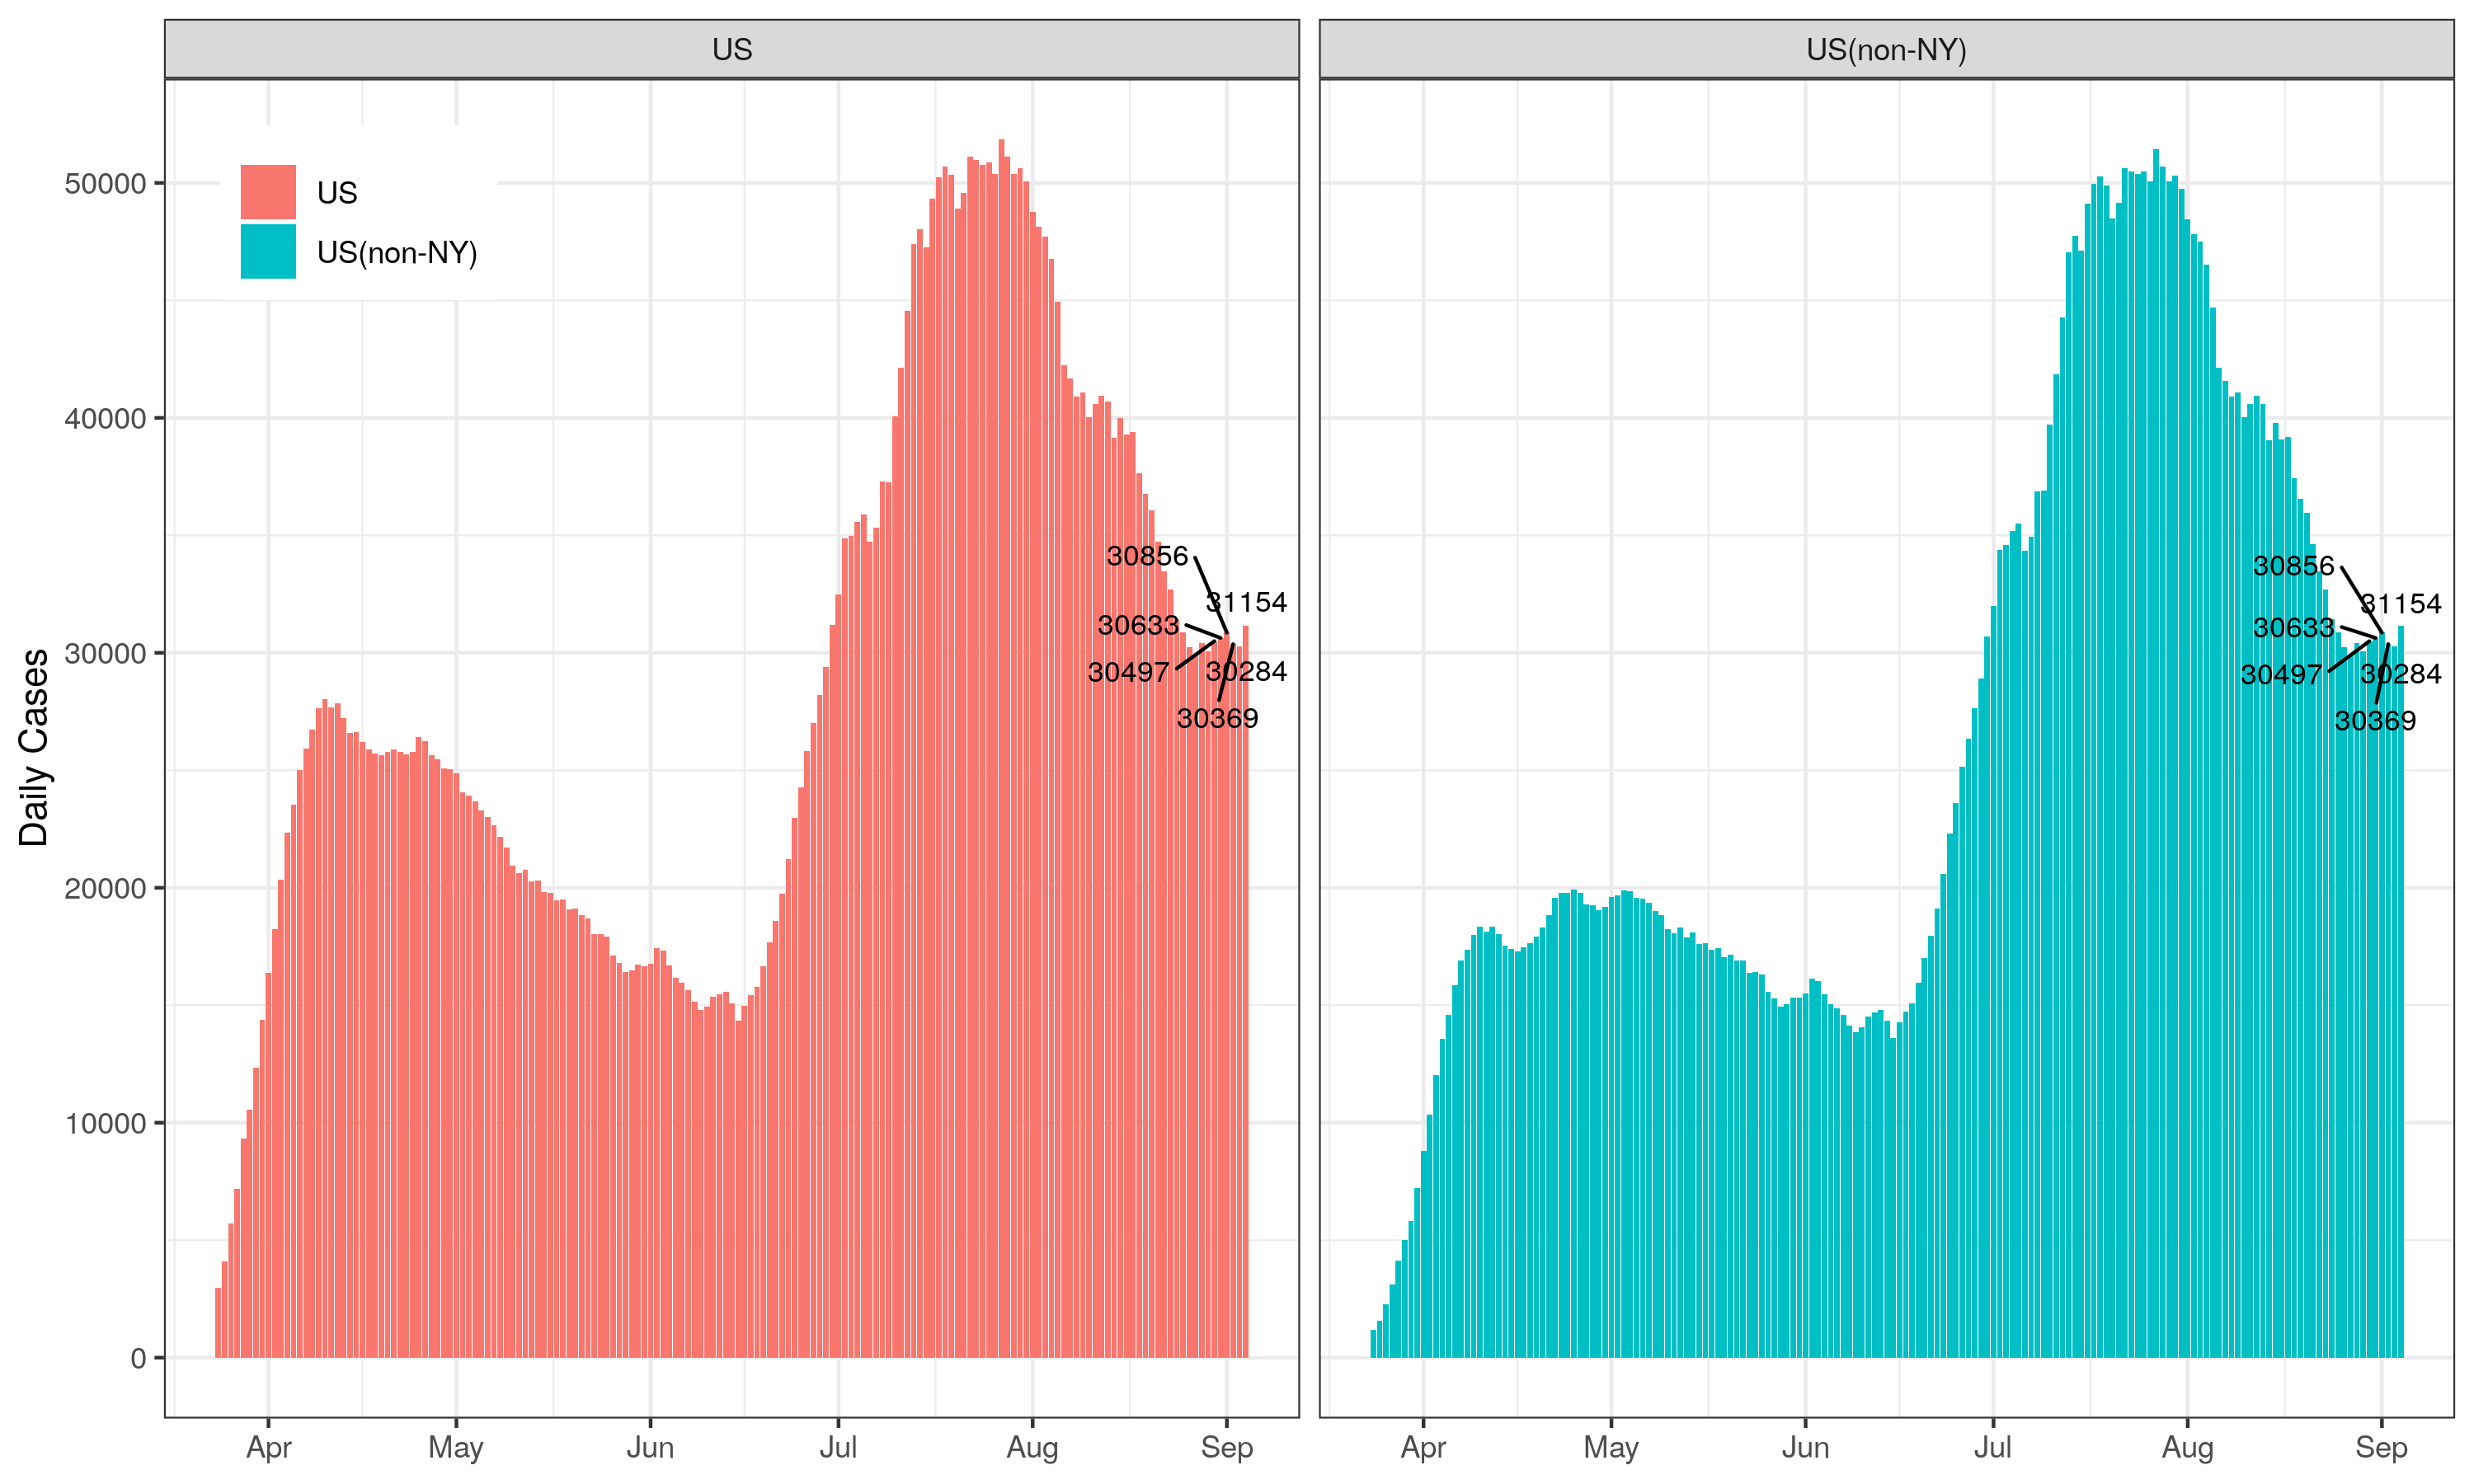 US
US(non-NY)
US
US(non-NY)
Daily Cases
50000
40000
30000
20000
10000
0
30856
31154
30633
30497
30284
30369
30856
31154
30633
30497
30284
30369
Apr
May
Jun
Jul
Aug
Sep
Apr
May
Jun
Jul
Aug
Sep